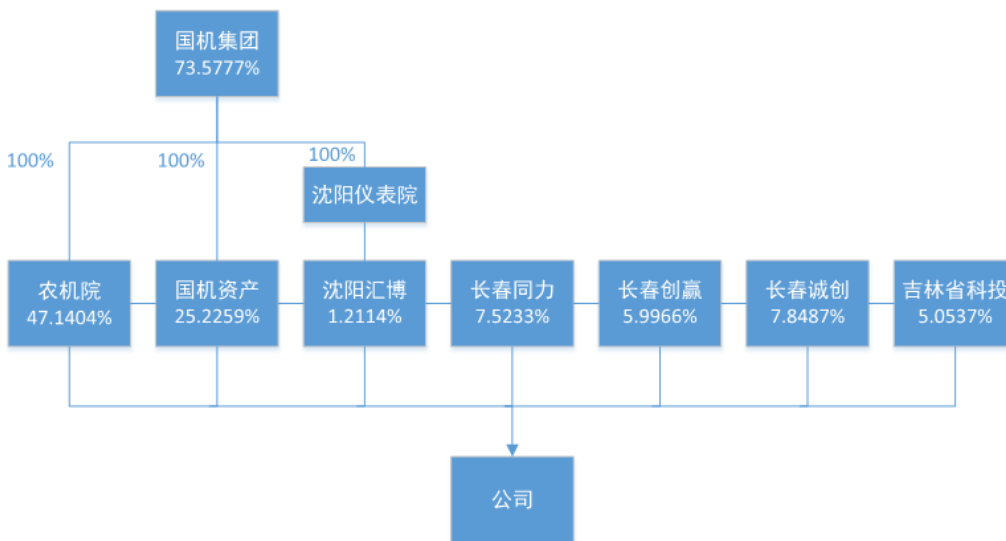 国机集团
73.5777%
100%
100%
100%
沈阳仪表院
农机院
47.1404%
国机资产
25.2259%
沈阳汇博
1.2114%
长春同力
7.5233%
长春创赢
5.9966%
长春诚创
7.8487%
吉林省科投
5.0537%
公司